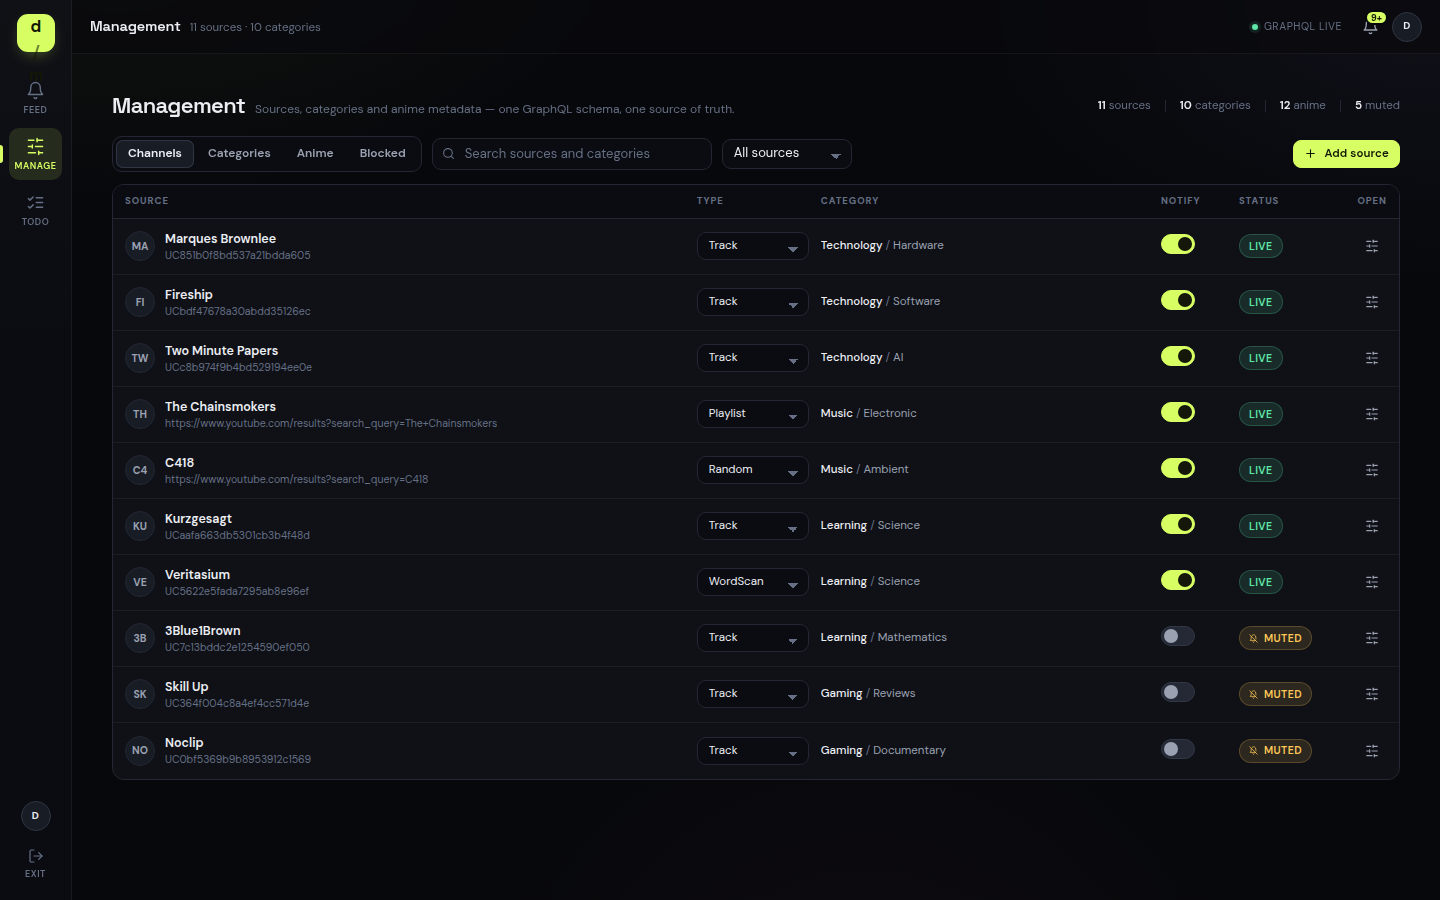 d
/
Management 11 sources · 10 categories
GRAPHQL LIVE
9+
D
FEED
MANAGE
TODO
Management Sources, categories and anime metadata — one GraphQL schema, one source of truth.
11 sources 10 categories 12 anime 5 muted
Channels Categories Anime Blocked
Search sources and categories
All sources
+ Add source
SOURCE TYPE CATEGORY NOTIFY STATUS OPEN
MA Marques Brownlee Track Technology / Hardware LIVE
UC851b0f8bd537a21bdda605
FI Fireship Track Technology / Software LIVE
UCbdf47678a30abdd35126ec
TW Two Minute Papers Track Technology / AI LIVE
UCc8b974f9b4bd529194ee0e
TH The Chainsmokers Playlist Music / Electronic LIVE
https://www.youtube.com/results?search_query=The+Chainsmokers
C4 C418 Random Music / Ambient LIVE
https://www.youtube.com/results?search_query=C418
KU Kurzgesagt Track Learning / Science LIVE
UCaafa663db5301cb3b4f48d
VE Veritasium WordScan Learning / Science LIVE
UC5622e5fada7295ab8e96ef
3B 3Blue1Brown Track Learning / Mathematics MUTED
UC7c13bddc2e1254590ef050
SK Skill Up Track Gaming / Reviews MUTED
UC364f004c8a4ef4cc571d4e
NO Noclip Track Gaming / Documentary MUTED
UC0bf5369b9b8953912c1569
D
EXIT